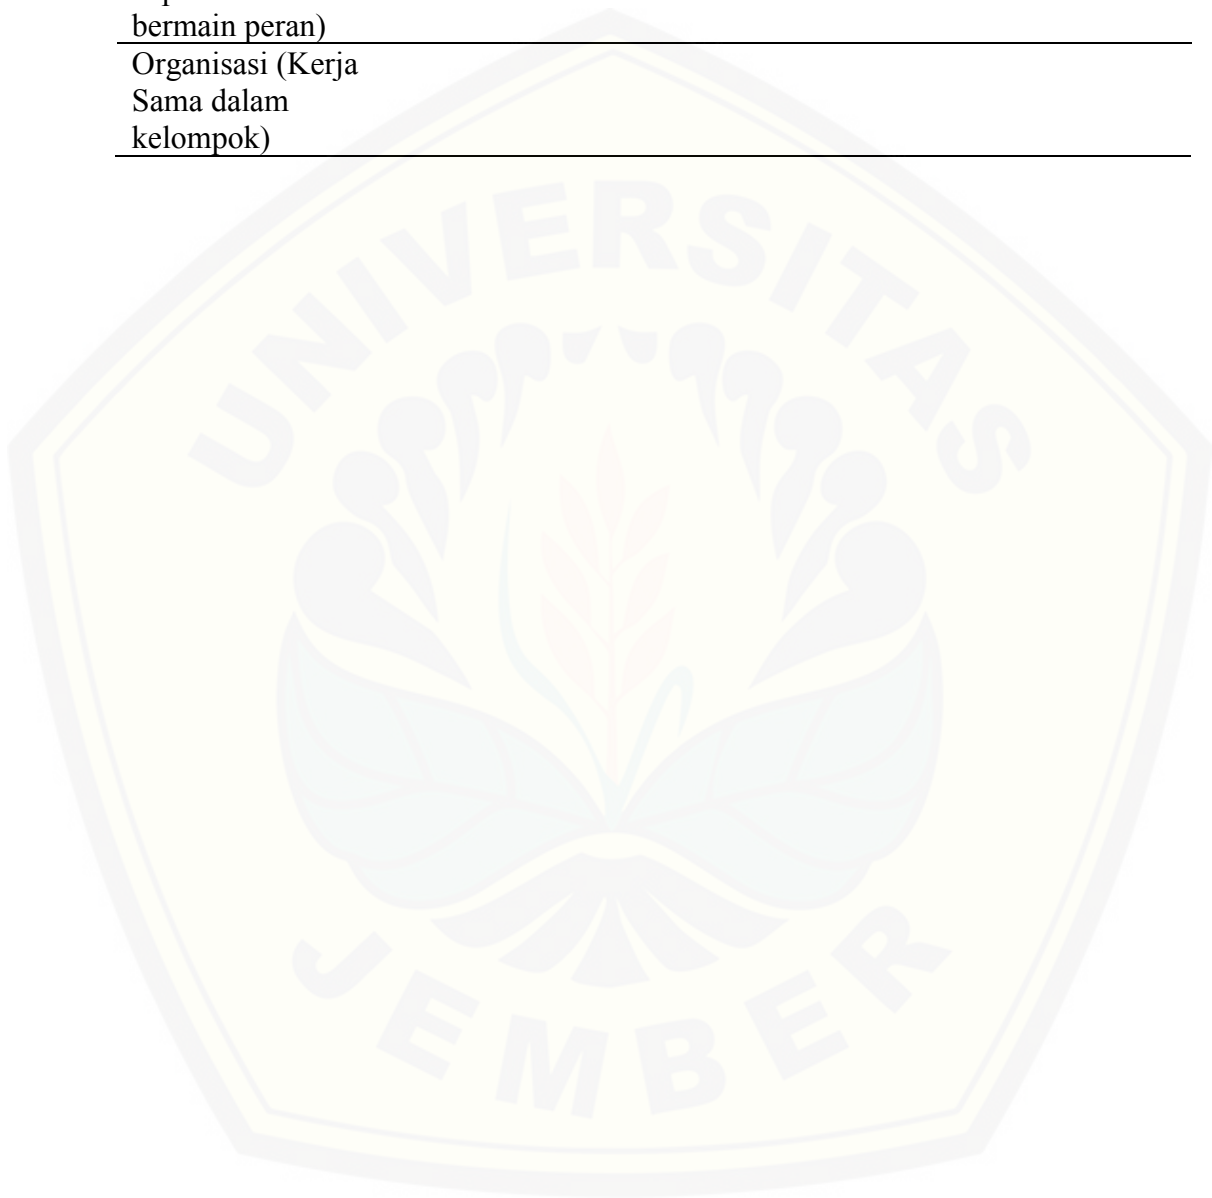 bermain peran)
Organisasi (Kerja
Sama dalam
kelompok)
UNIVERSITAS
JEMBER